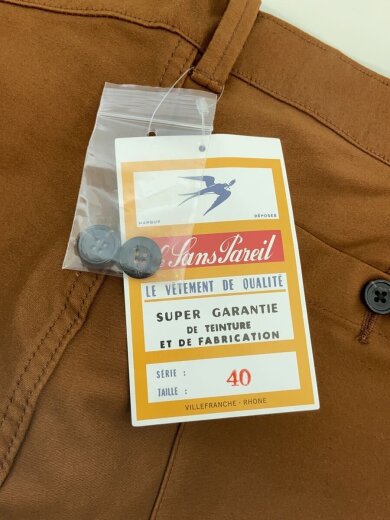 MARQUE DÉPOSÉE
Sans Pareil
LE VÊTEMENT DE QUALITÉ
SUPER GARANTIE
DE TEINTURE
ET DE FABRICATION
SÉRIE :
TAILLE : 40
VILLEFRANCHE - RHONE